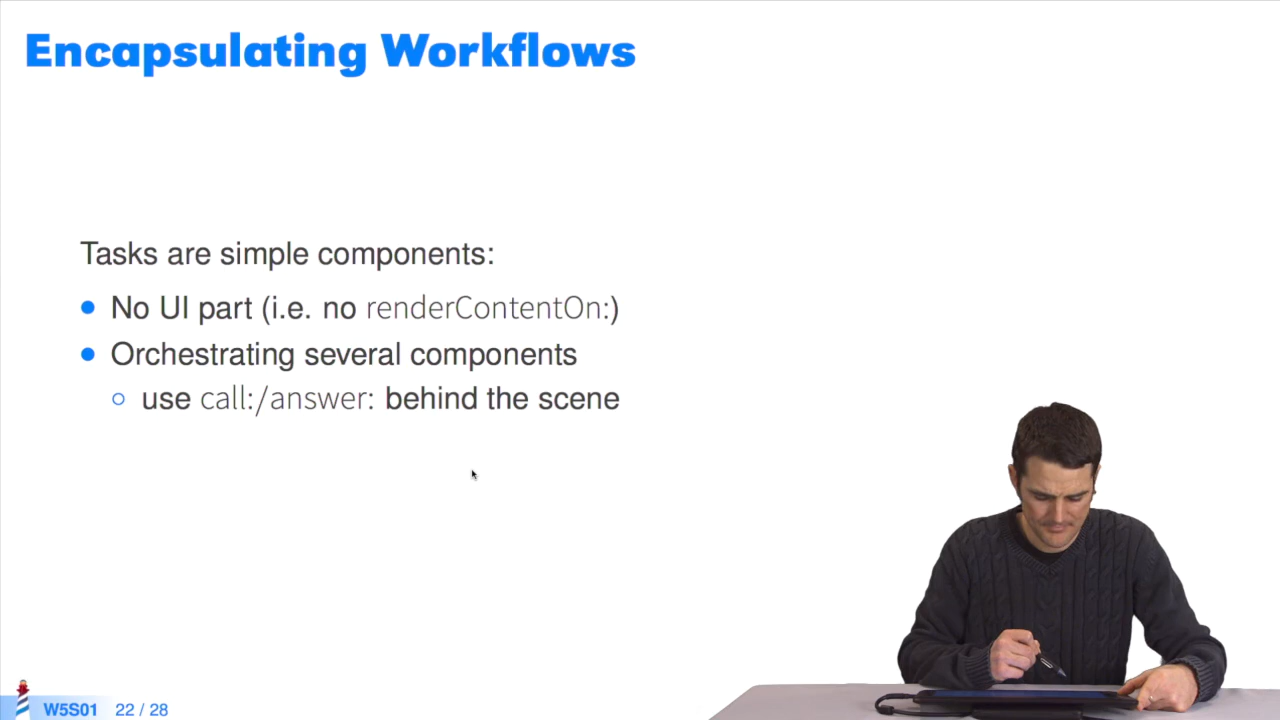 Encapsulating Workflows
Tasks are simple components:
No UI part (i.e. no renderContentOn:)
Orchestrating several components
use call:/answer: behind the scene
W5S01 22 / 28